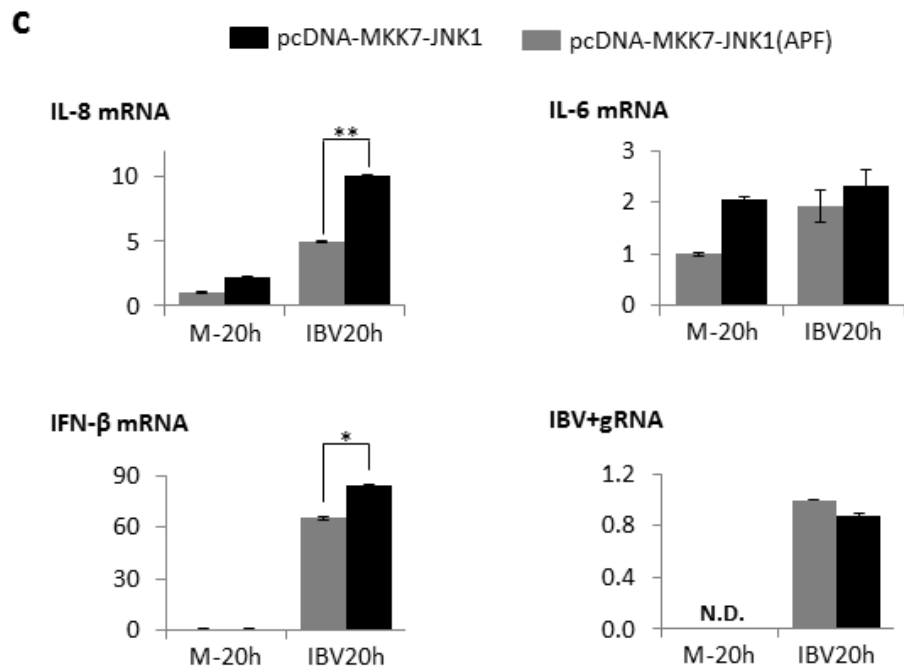 c
pcDNA-MKK7-JNK1 pcDNA-MKK7-JNK1(APF)
IL-8 mRNA
**
10
5
0
M-20h IBV20h
IL-6 mRNA
3
2
1
0
M-20h IBV20h
IFN-β mRNA
*
90
60
30
0
M-20h IBV20h
IBV+gRNA
1.2
0.8
0.4
0.0
N.D.
M-20h IBV20h